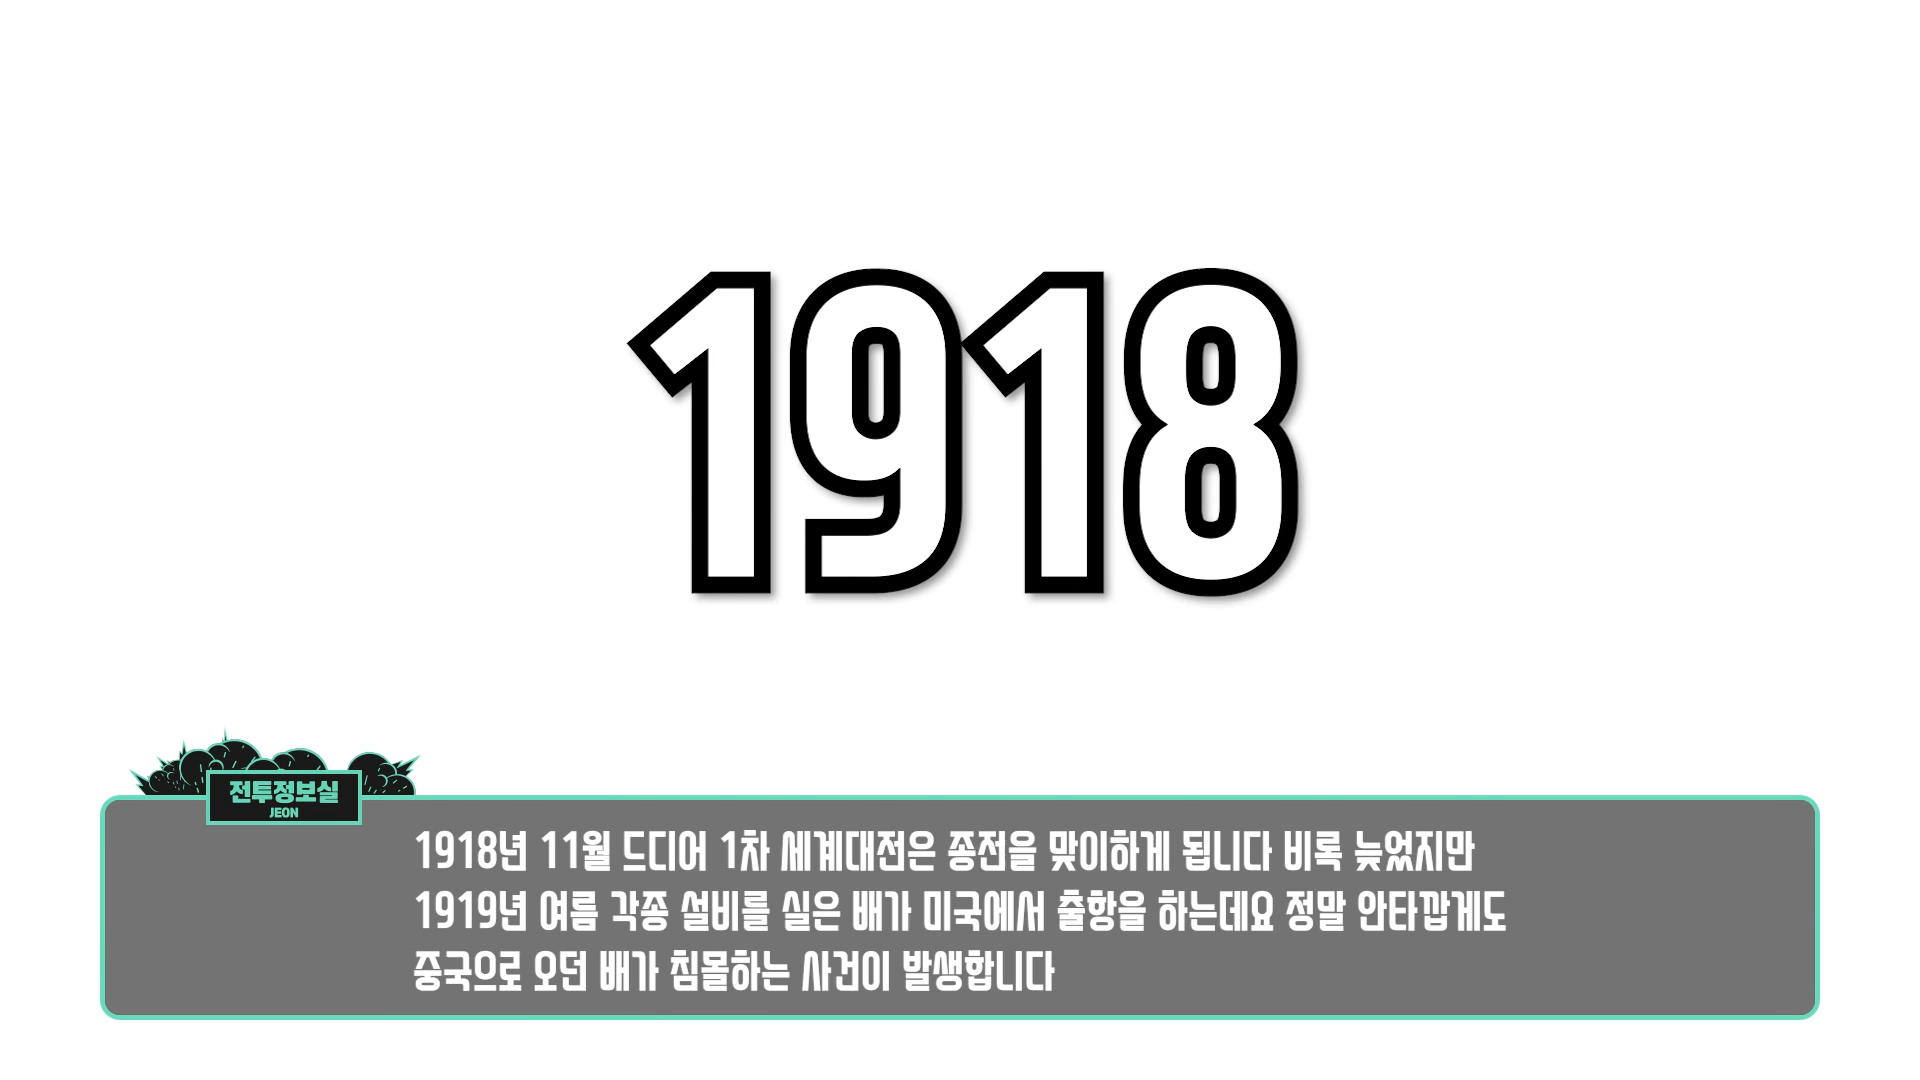 1918
전투정보실
JEON
1918년 11월 드디어 1차 세계대전은 종전을 맞이하게 됩니다 비록 늦었지만
1919년 여름 각종 설비를 실은 배가 미국에서 출항을 하는데요 정말 안타깝게도
중국으로 오던 배가 침몰하는 사건이 발생합니다